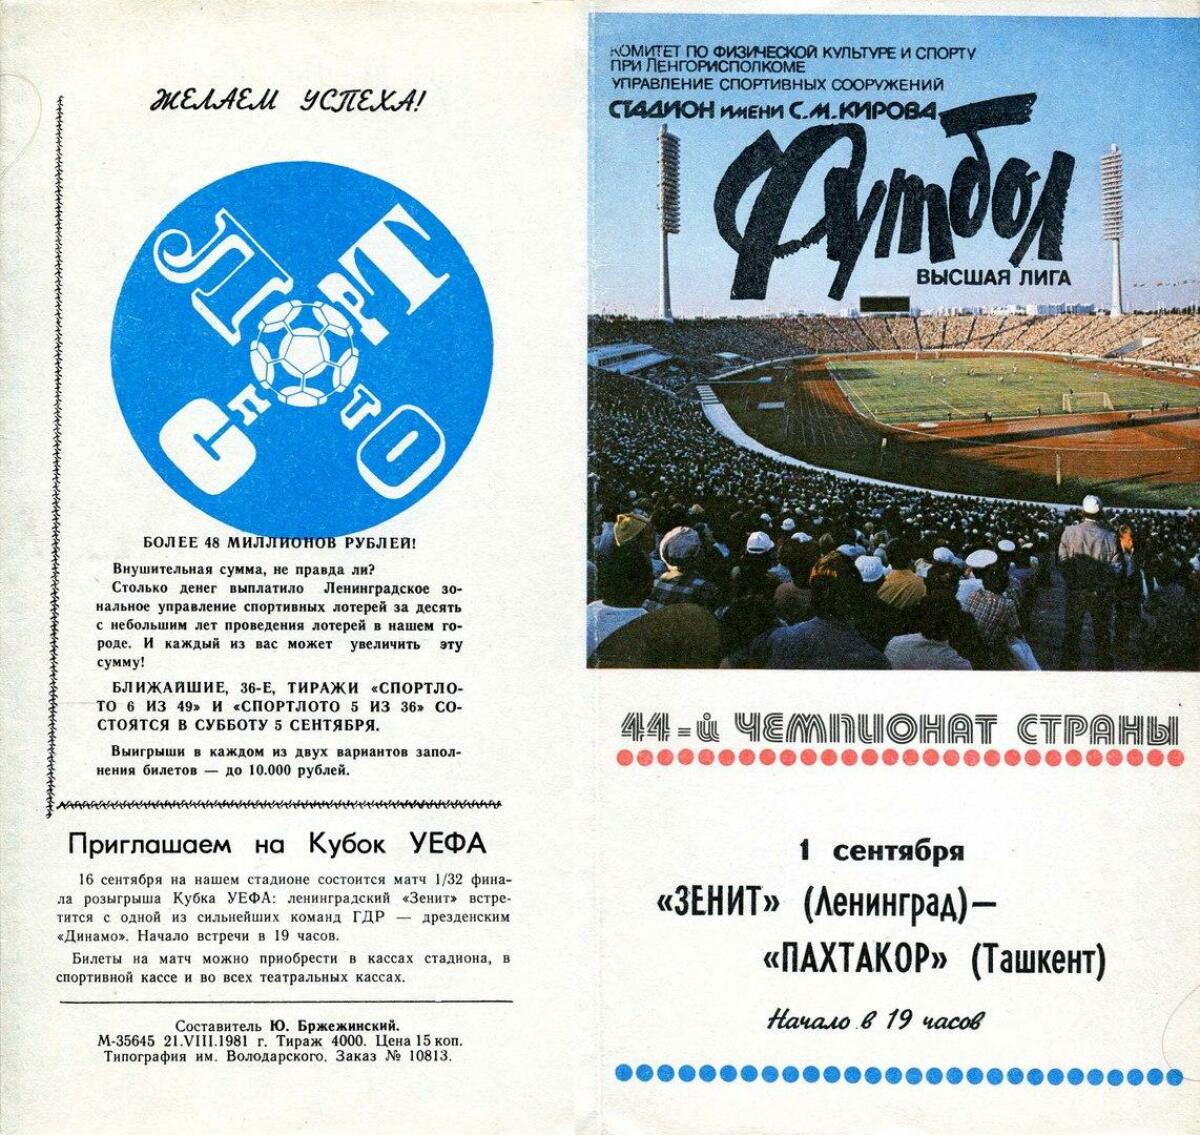 ЖЕЛАЕМ УСПЕХА!
СПОРТ
ЛОТО
БОЛЕЕ 48 МИЛЛИОНОВ РУБЛЕЙ!
Внушительная сумма, не правда ли?
Столько денег выплатило Ленинградское зо-
нальное управление спортивных лотерей за десять
с небольшим лет проведения лотерей в нашем го-
роде. И каждый из вас может увеличить эту
сумму!
БЛИЖАЙШИЕ, 36-Е, ТИРАЖИ «СПОРТЛО-
ТО 6 ИЗ 49» И «СПОРТЛОТО 5 ИЗ 36» СО-
СТОЯТСЯ В СУББОТУ 5 СЕНТЯБРЯ.
Выигрыши в каждом из двух вариантов запол-
нения билетов — до 10.000 рублей.
Приглашаем на Кубок УЕФА
16 сентября на нашем стадионе состоится матч 1/32 фина-
ла розыгрыша Кубка УЕФА: ленинградский «Зенит» встре-
тится с одной из сильнейших команд ГДР — дрезденским
«Динамо». Начало встречи в 19 часов.
Билеты на матч можно приобрести в кассах стадиона, в
спортивной кассе и во всех театральных кассах.
Составитель Ю. Бржежинский.
М-35645 21.VIII.1981 г. Тираж 4000. Цена 15 коп.
Типография им. Володарского. Заказ № 10813.
КОМИТЕТ ПО ФИЗИЧЕСКОЙ КУЛЬТУРЕ И СПОРТУ
ПРИ ЛЕНГОРИСПОЛКОМЕ
УПРАВЛЕНИЕ СПОРТИВНЫХ СООРУЖЕНИЙ
СТАДИОН ИМЕНИ С.М.КИРОВА
Футбол
ВЫСШАЯ ЛИГА
44-й ЧЕМПИОНАТ СТРАНЫ
1 сентября
«ЗЕНИТ» (Ленинград)—
«ПАХТАКОР» (Ташкент)
Начало в 19 часов